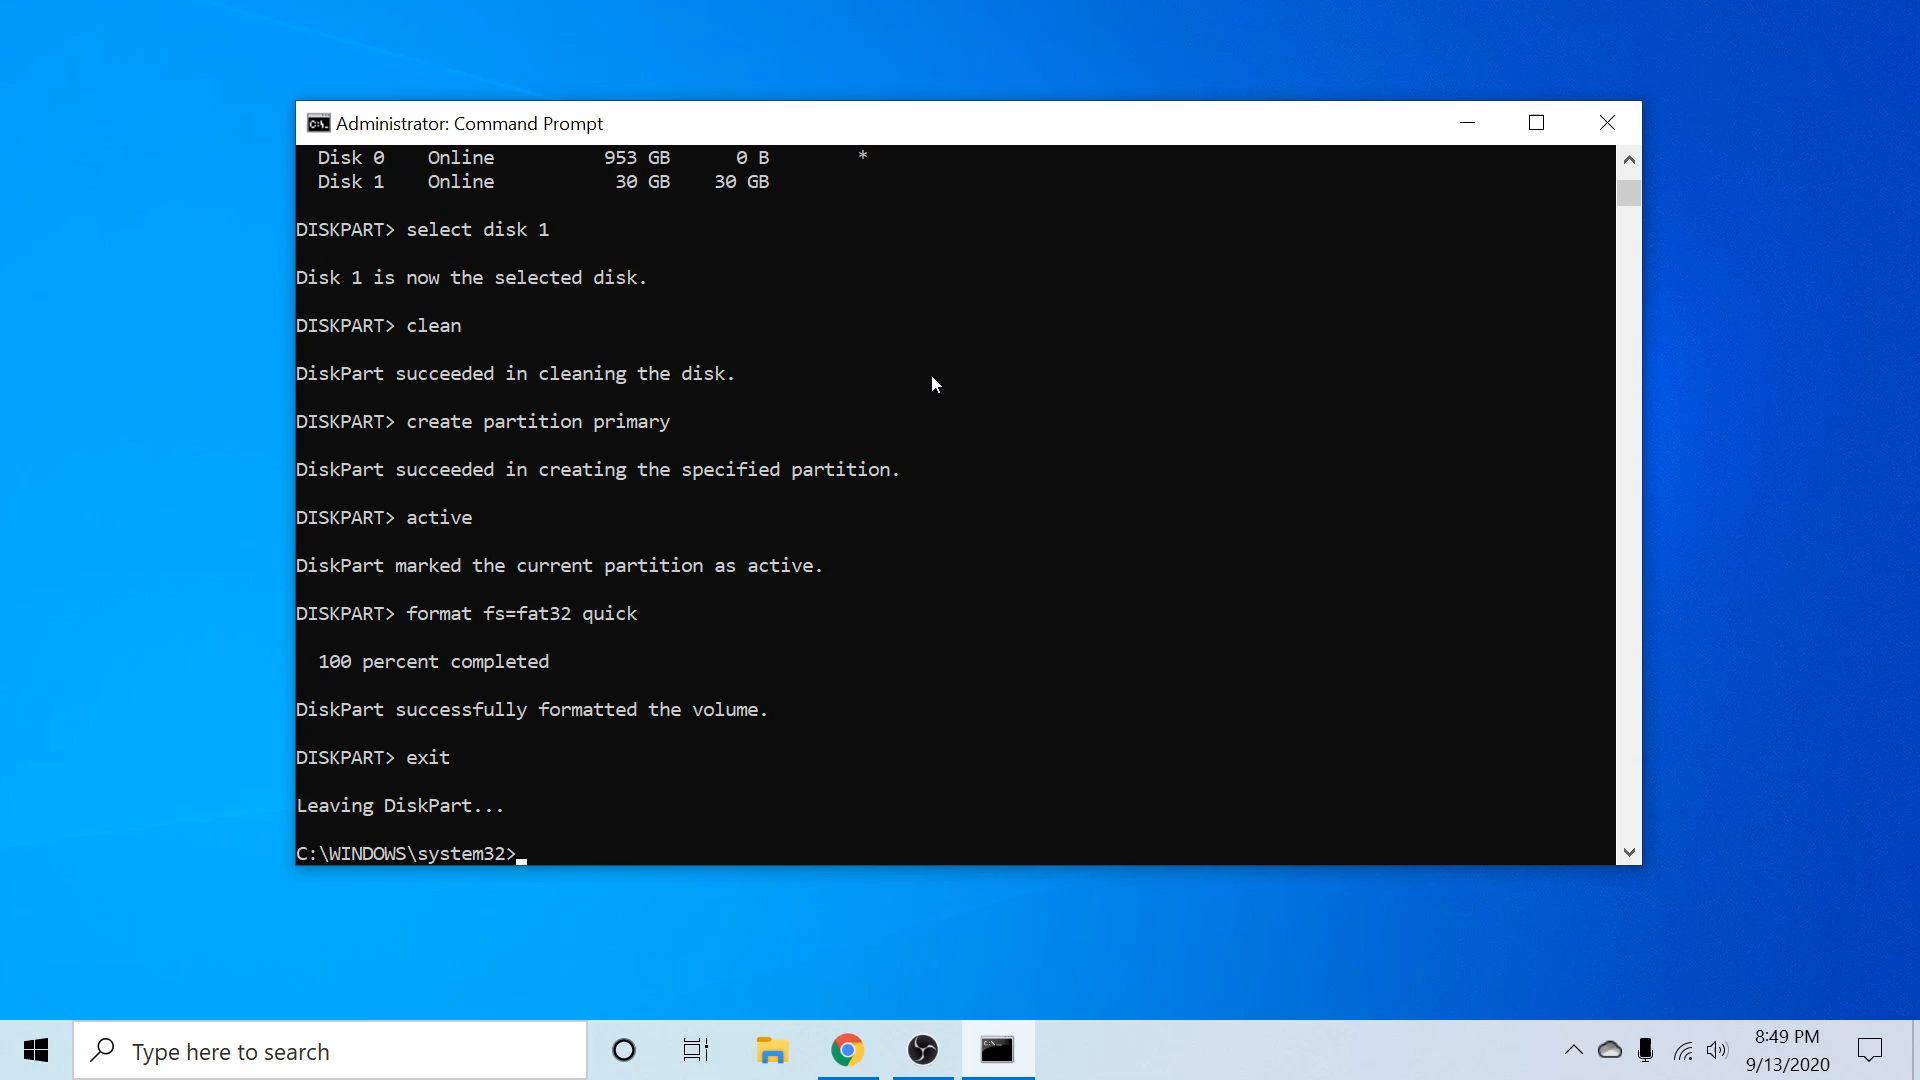 Administrator: Command Prompt
Disk 0 Online 953 GB 0 B *
Disk 1 Online 30 GB 30 GB
DISKPART> select disk 1
Disk 1 is now the selected disk.
DISKPART> clean
DiskPart succeeded in cleaning the disk.
DISKPART> create partition primary
DiskPart succeeded in creating the specified partition.
DISKPART> active
DiskPart marked the current partition as active.
DISKPART> format fs=fat32 quick
100 percent completed
DiskPart successfully formatted the volume.
DISKPART> exit
Leaving DiskPart...
C:\WINDOWS\system32>
Type here to search
8:49 PM
9/13/2020